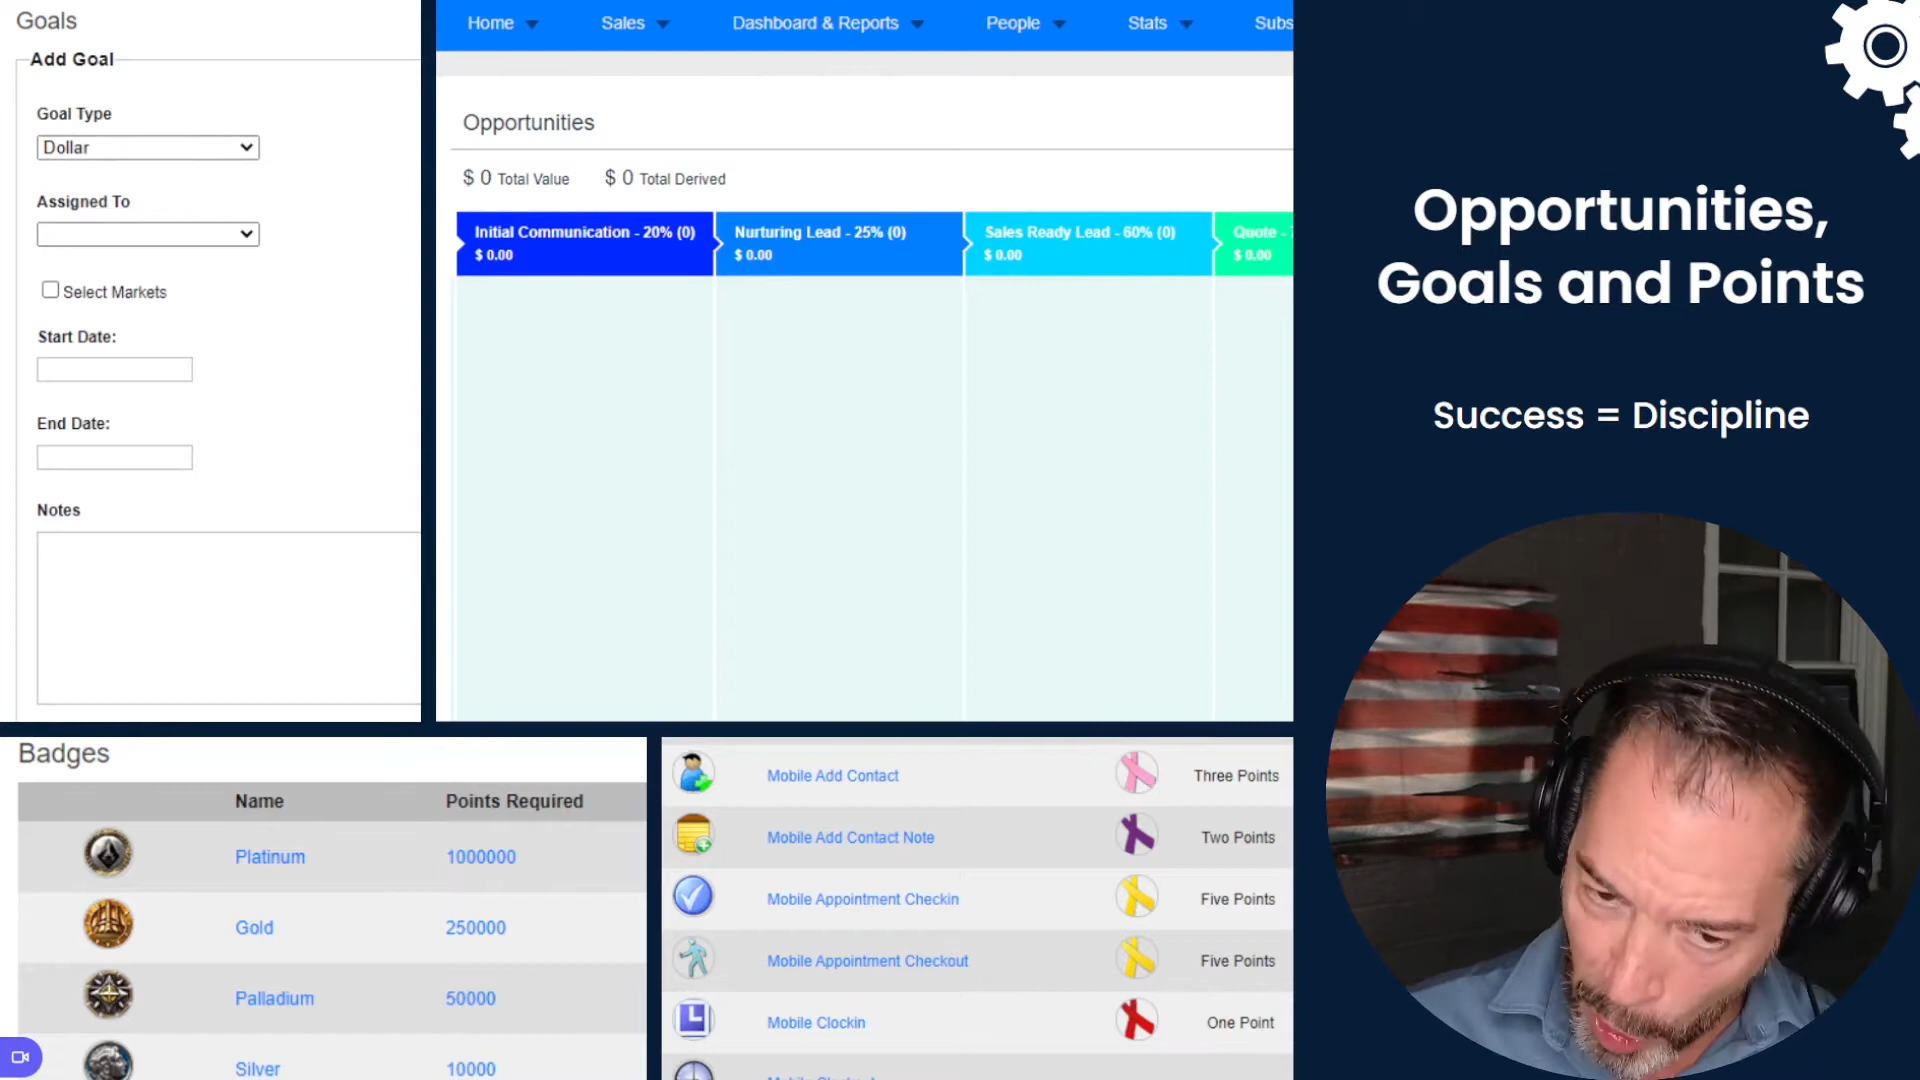 Goals
Add Goal
Goal Type
Dollar
Assigned To
Select Markets
Start Date:
End Date:
Notes
Home
Sales
Dashboard & Reports
People
Stats
Subs
Opportunities
$ 0 Total Value
$ 0 Total Derived
Initial Communication - 20% (0)
$ 0.00
Nurturing Lead - 25% (0)
$ 0.00
Sales Ready Lead - 60% (0)
$ 0.00
Quote -
$ 0.00
Badges
Name Points Required
Platinum 1000000
Gold 250000
Palladium 50000
Silver 10000
Mobile Add Contact Three Points
Mobile Add Contact Note Two Points
Mobile Appointment Checkin Five Points
Mobile Appointment Checkout Five Points
Mobile Clockin One Point
Opportunities,
Goals and Points
Success = Discipline